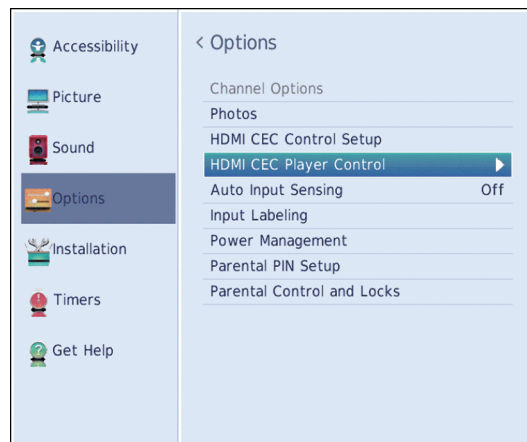 Accessibility
Picture
Sound
Options
Installation
Timers
Get Help
< Options
Channel Options
Photos
HDMI CEC Control Setup
HDMI CEC Player Control
Auto Input Sensing Off
Input Labeling
Power Management
Parental PIN Setup
Parental Control and Locks